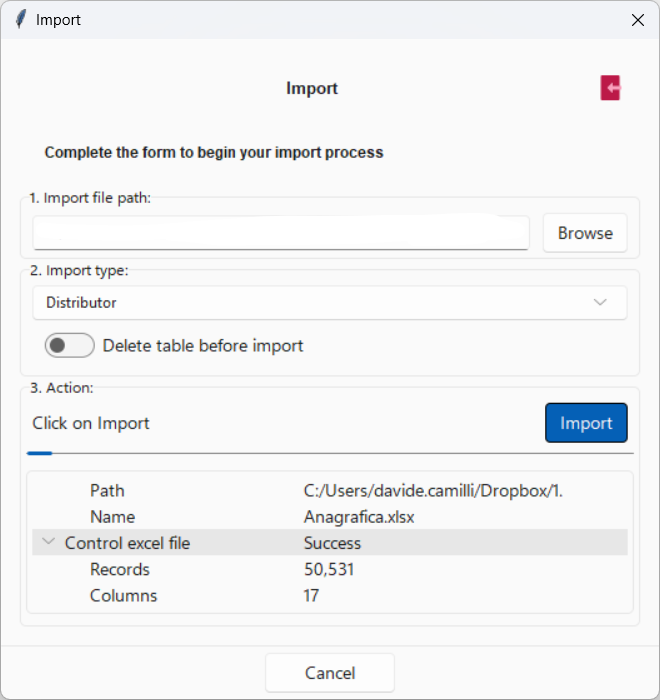 Import
Import
Complete the form to begin your import process
1. Import file path:
Browse
2. Import type:
Distributor
Delete table before import
3. Action:
Click on Import
Import
Path C:/Users/davide.camilli/Dropbox/1.
Name Anagrafica.xlsx
Control excel file Success
Records 50,531
Columns 17
Cancel